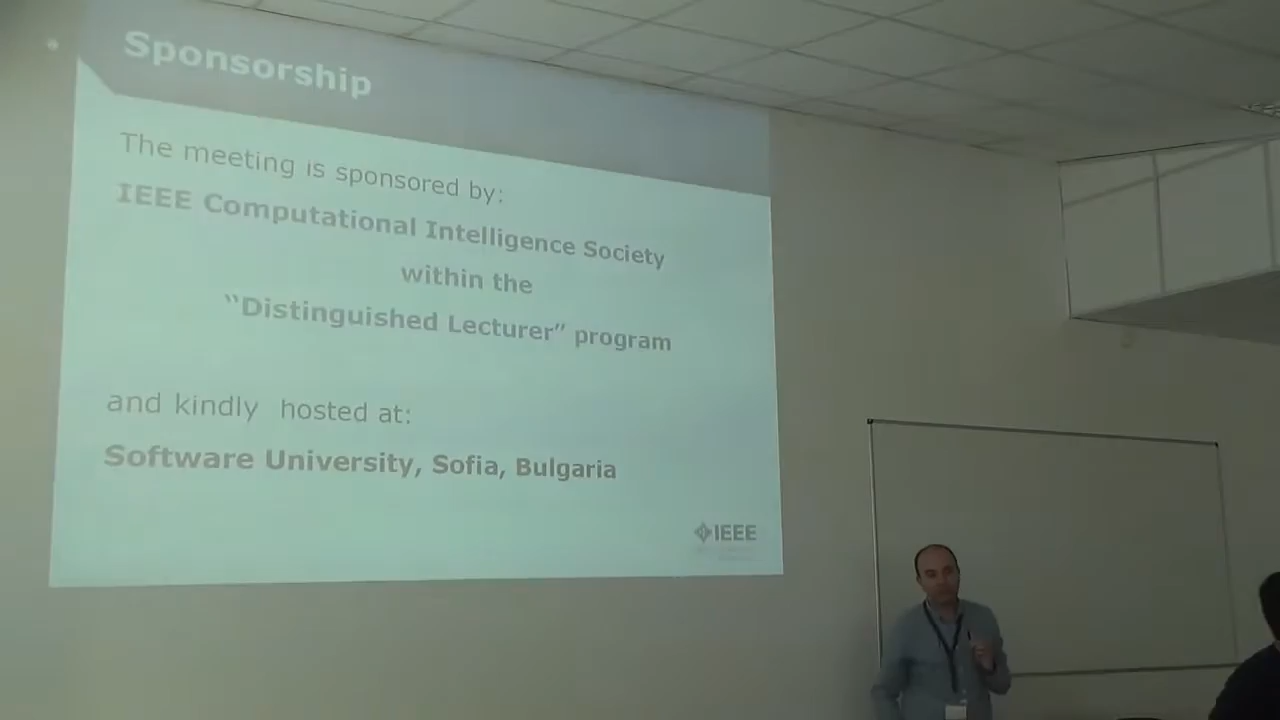 Sponsorship
The meeting is sponsored by:
IEEE Computational Intelligence Society
within the
“Distinguished Lecturer” program
and kindly hosted at:
Software University, Sofia, Bulgaria
IEEE